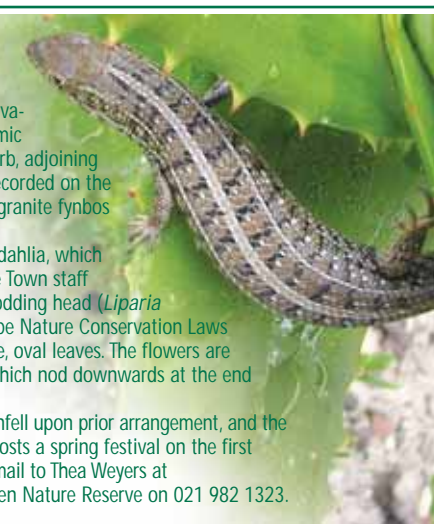 va-
mic
rb, adjoining
ecorded on the
granite fynbos
dahlia, which
e Town staff
odding head (Liparia
pe Nature Conservation Laws
e, oval leaves. The flowers are
hich nod downwards at the end
nfell upon prior arrangement, and the
osts a spring festival on the first
mail to Thea Weyers at
en Nature Reserve on 021 982 1323.